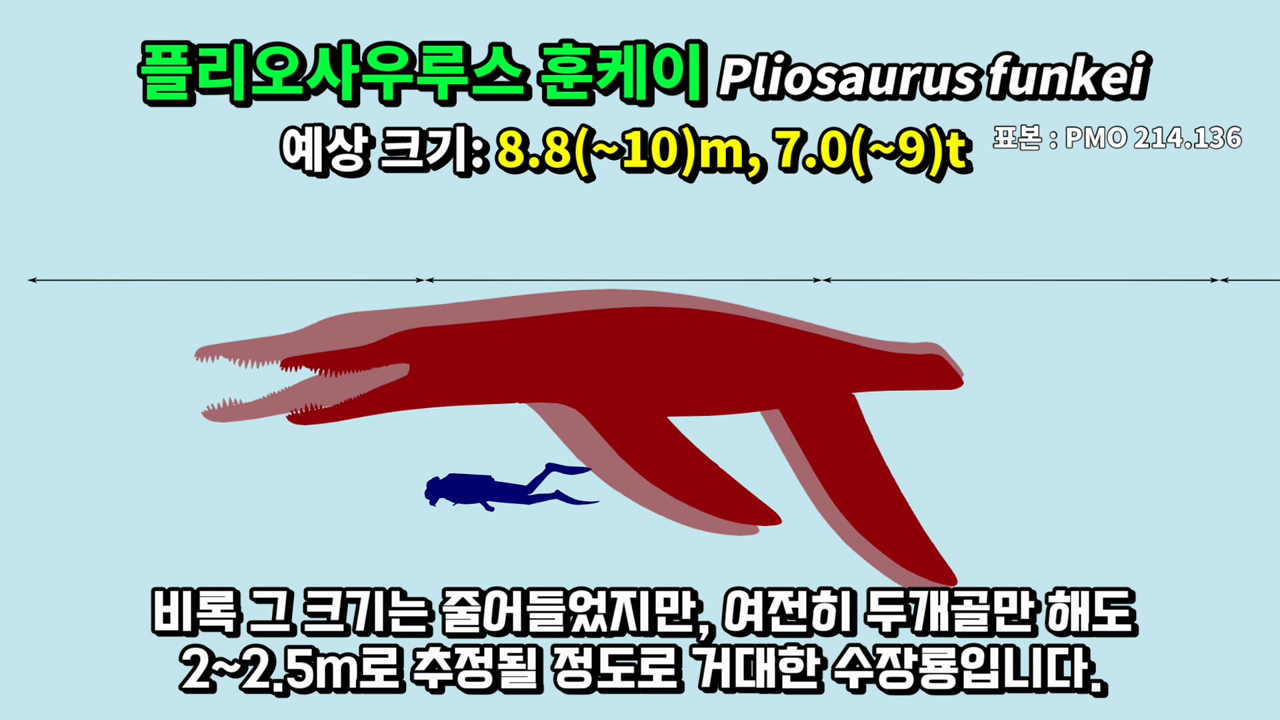 플리오사우루스 훈케이 Pliosaurus funkei
예상 크기: 8.8(~10)m, 7.0(~9)t
표본 : PMO 214.136
비록 그 크기는 줄어들었지만, 여전히 두개골만 해도
2~2.5m로 추정될 정도로 거대한 수장룡입니다.